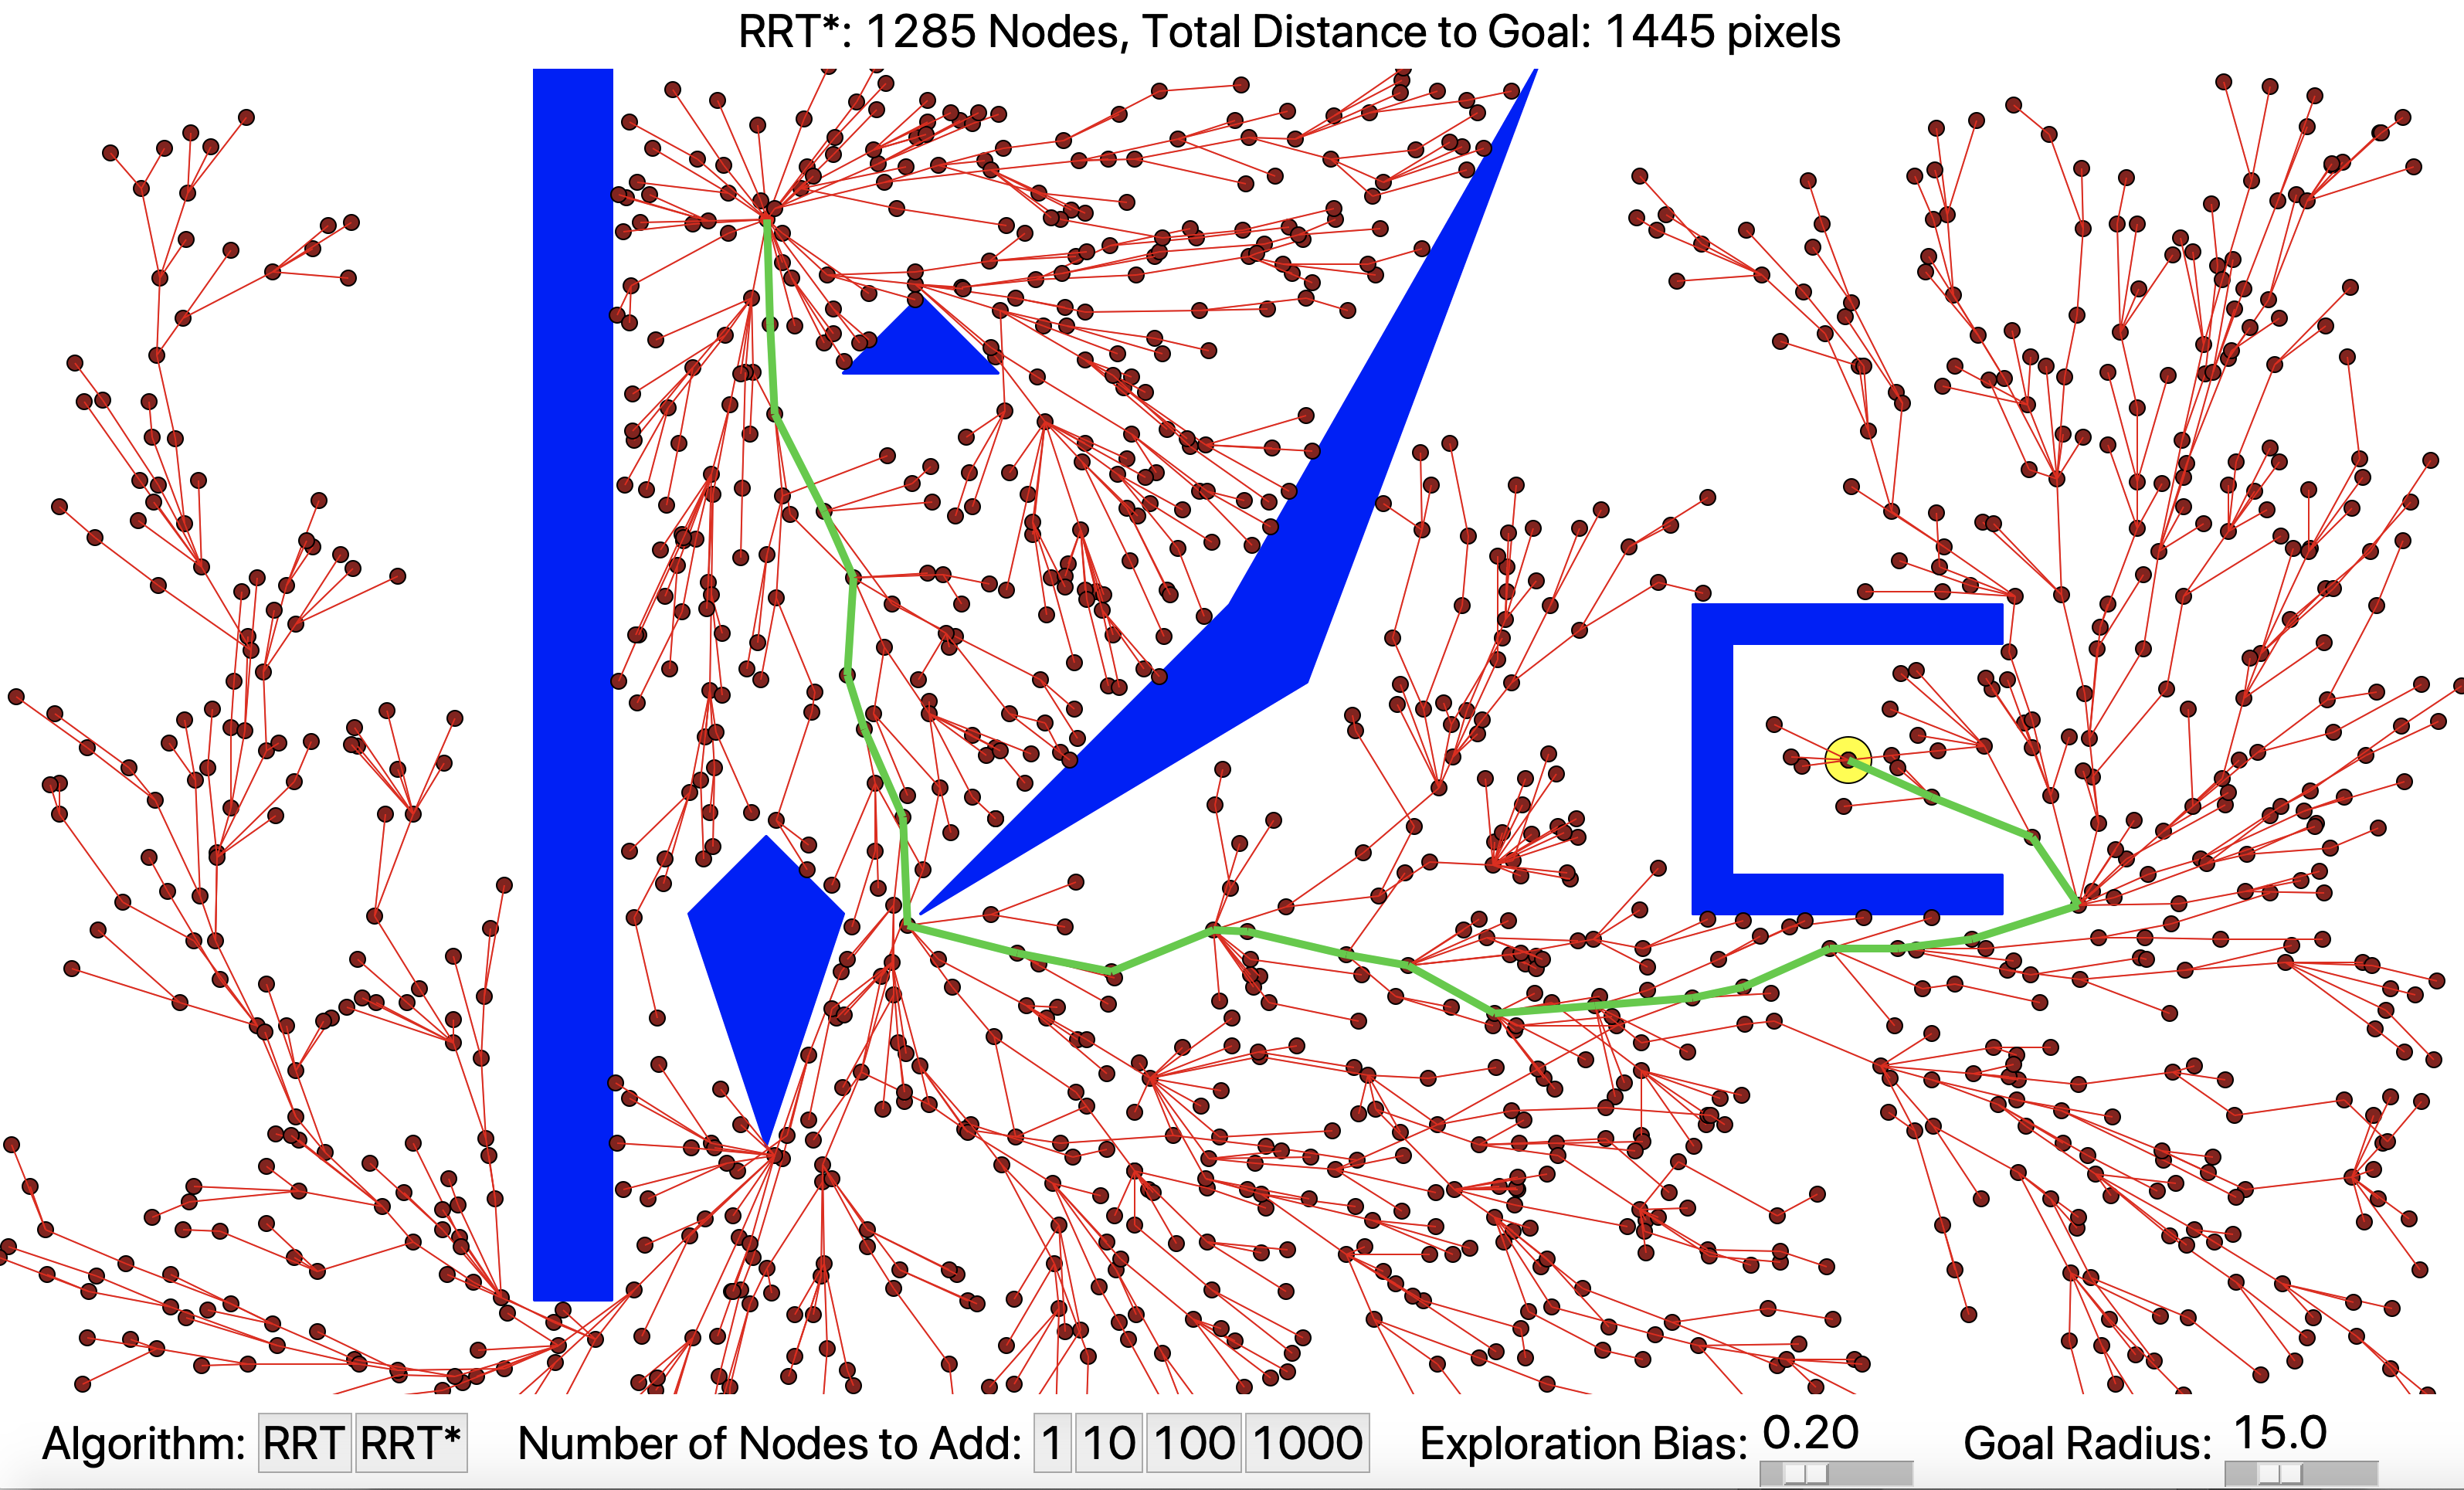 RRT*: 1285 Nodes, Total Distance to Goal: 1445 pixels
Algorithm: RRT RRT* Number of Nodes to Add: 1 10 100 1000 Exploration Bias: 0.20 Goal Radius: 15.0